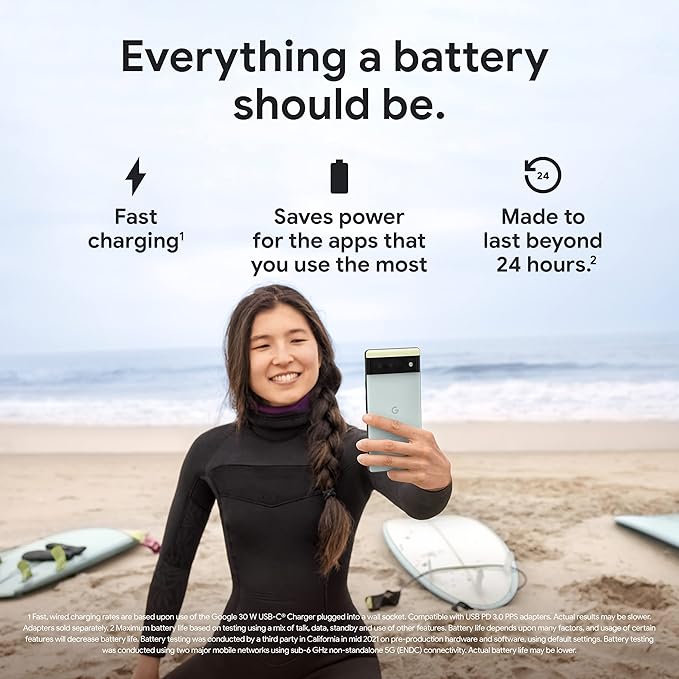 Everything a battery
should be.
24
Fast
charging¹
Saves power
for the apps that
you use the most
Made to
last beyond
24 hours.²
G
1 Fast, wired charging rates are based upon use of the Google 30 W USB-C® Charger plugged into a wall socket. Compatible with USB PD 3.0 PPS adapters. Actual results may be slower.
Adapters sold separately. 2 Maximum battery life based on testing using a mix of talk, data, standby and use of other features. Battery life depends upon many factors, and usage of certain
features will decrease battery life. Battery testing was conducted by a third party in California in mid 2021 on pre-production hardware and software, using default settings. Battery testing
was conducted using two major mobile networks using sub-6 GHz non-standalone 5G (ENDC) connectivity. Actual battery life may be lower.